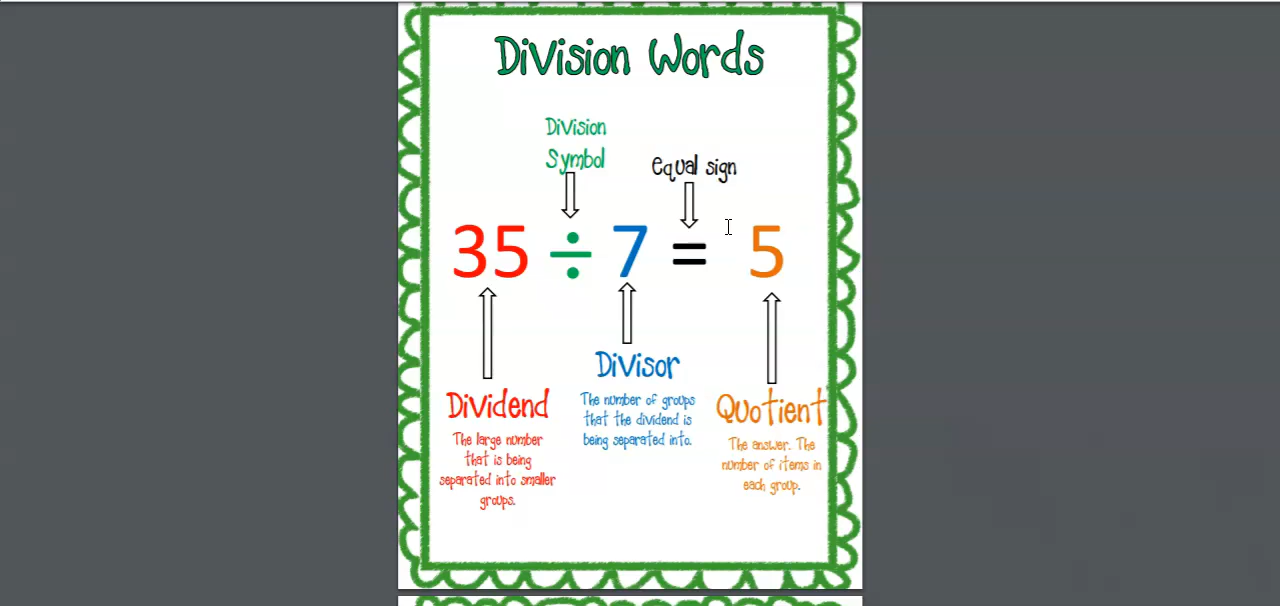 Division Words
Division
Symbol
equal sign
35 ÷ 7 = 5
Dividend
The large number
that is being
separated into smaller
groups.
Divisor
The number of groups
that the dividend is
being separated into.
Quotient
The answer. The
number of items in
each group.